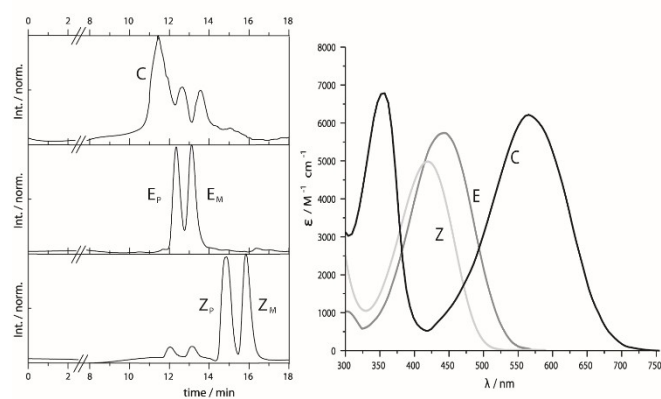 0 2 8 10 12 14 16 18
Int. / norm.
C
Int. / norm.
E_P E_M
Int. / norm.
Z_P Z_M
0 2 8 10 12 14 16 18
time / min
8000
7000
6000
5000
4000
3000
2000
1000
0
ε / M⁻¹ cm⁻¹
C
E
Z
300 350 400 450 500 550 600 650 700 750
λ / nm